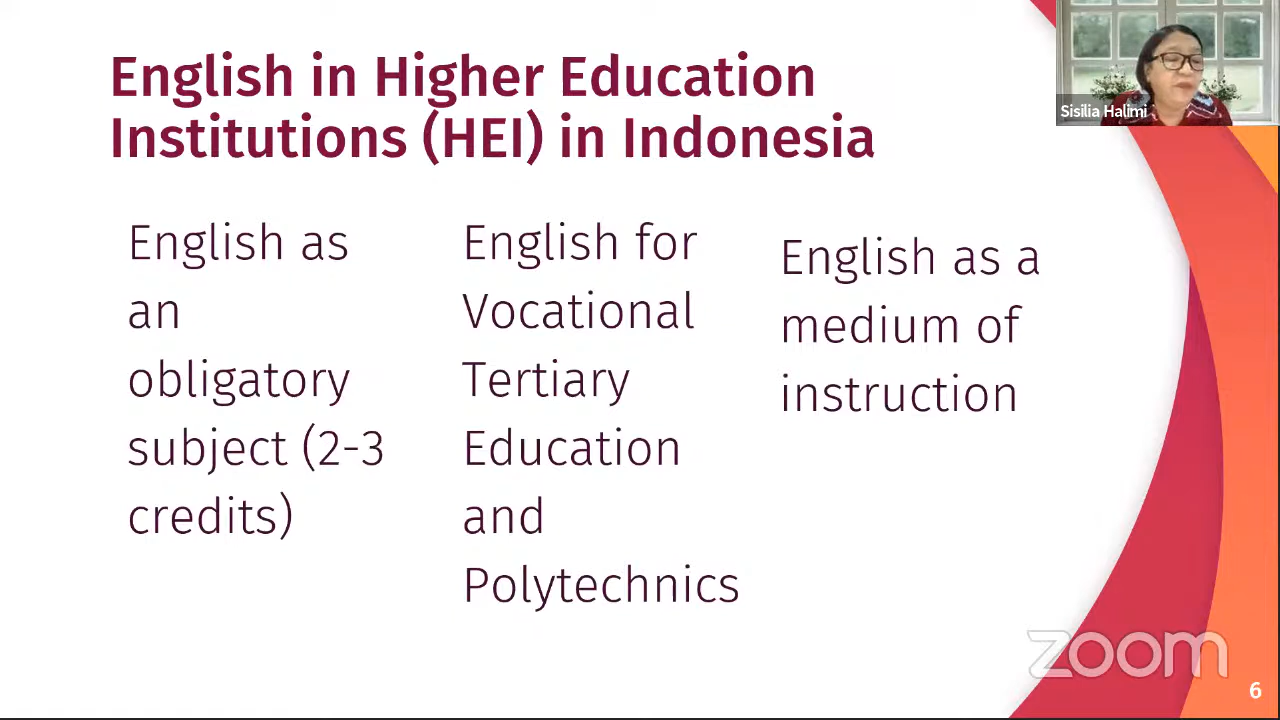 English in Higher Education
Institutions (HEI) in Indonesia
Sisilia Halimi
English as
an
obligatory
subject (2-3
credits)
English for
Vocational
Tertiary
Education
and
Polytechnics
English as a
medium of
instruction
zoom
6